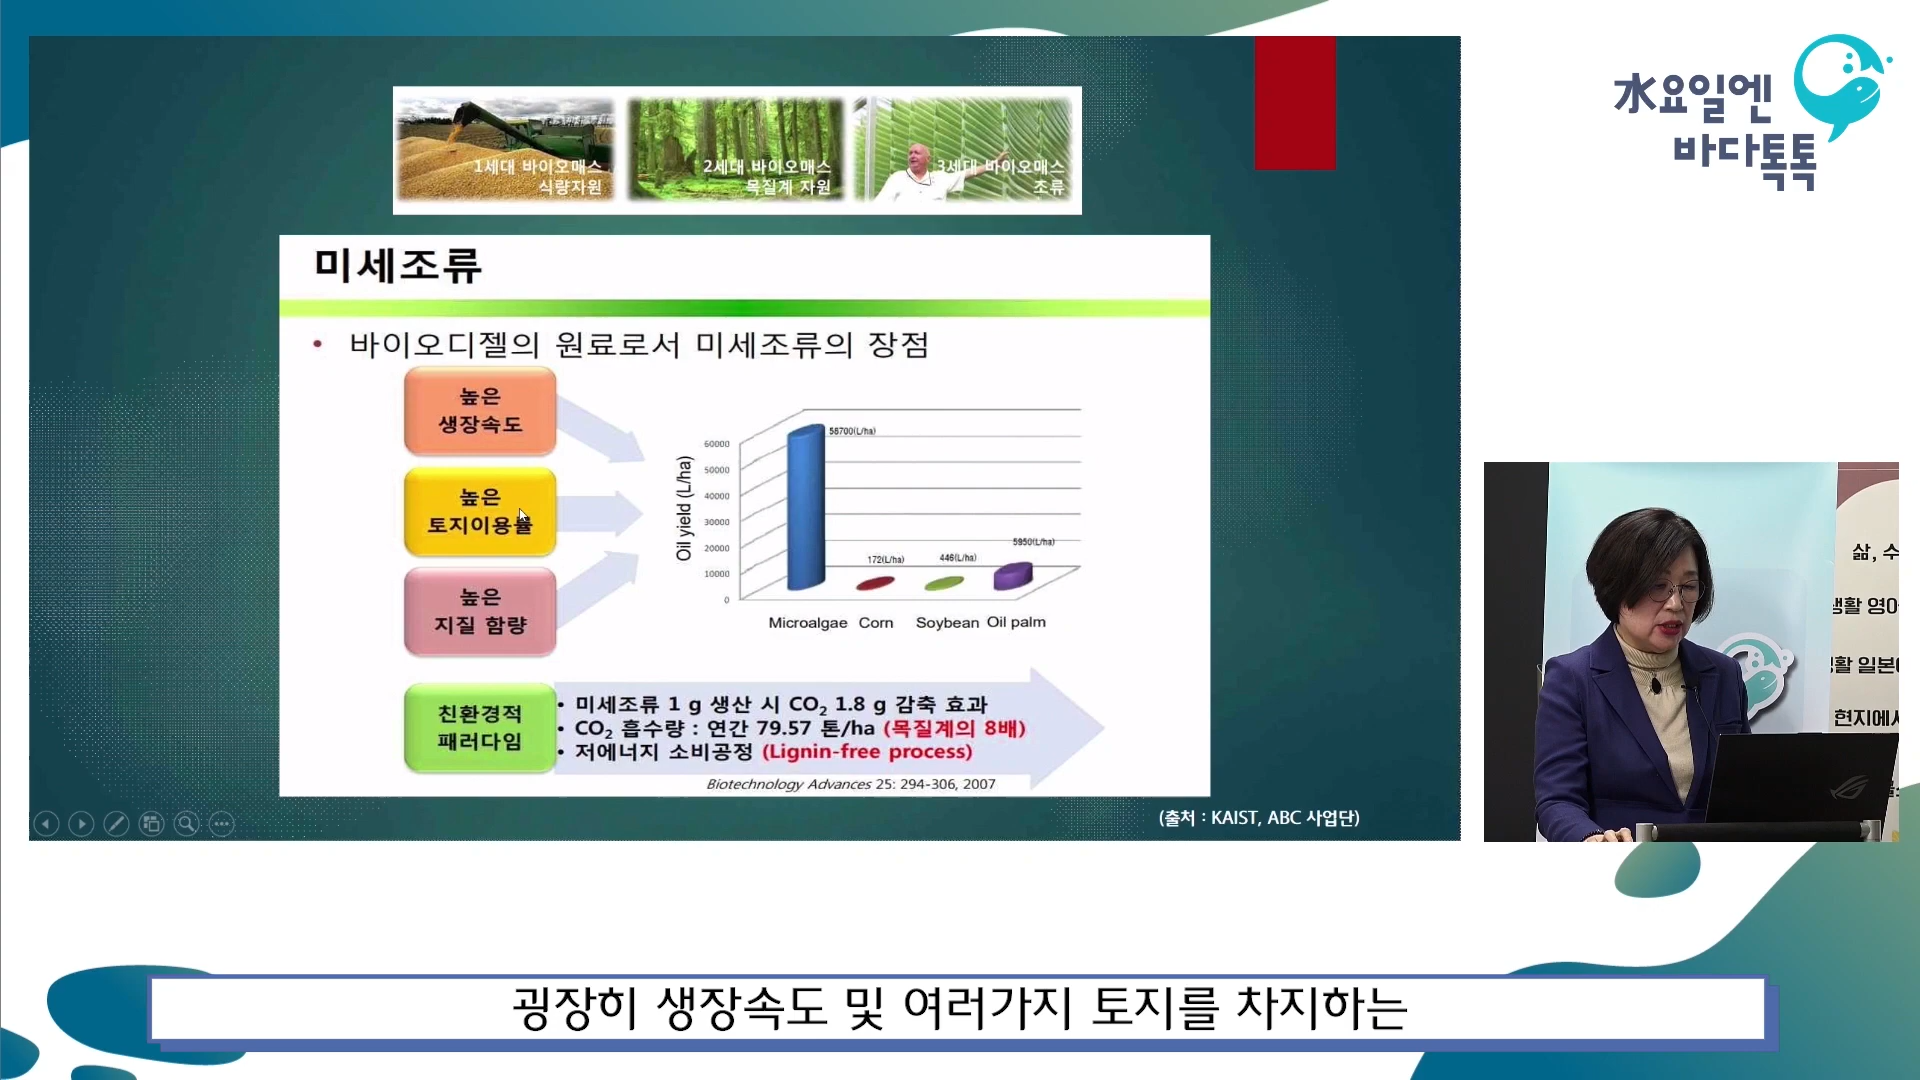 水요일엔
바다톡톡
1세대 바이오매스
식량자원
2세대 바이오매스
목질계 자원
3세대 바이오매스
조류
미세조류
• 바이오디젤의 원료로서 미세조류의 장점
높은
생장속도
높은
토지이용률
높은
지질 함량
Oil yield (L/ha)
60000
50000
40000
30000
20000
10000
0
58700(L/ha)
172(L/ha)
446(L/ha)
5950(L/ha)
Microalgae Corn Soybean Oil palm
친환경적
패러다임
• 미세조류 1 g 생산 시 CO₂ 1.8 g 감축 효과
• CO₂ 흡수량 : 연간 79.57 톤/ha (목질계의 8배)
• 저에너지 소비공정 (Lignin-free process)
Biotechnology Advances 25: 294-306, 2007
(출처 : KAIST, ABC 사업단)
삶, 수
생활 영어
활 일본어
현지에서
굉장히 생장속도 및 여러가지 토지를 차지하는